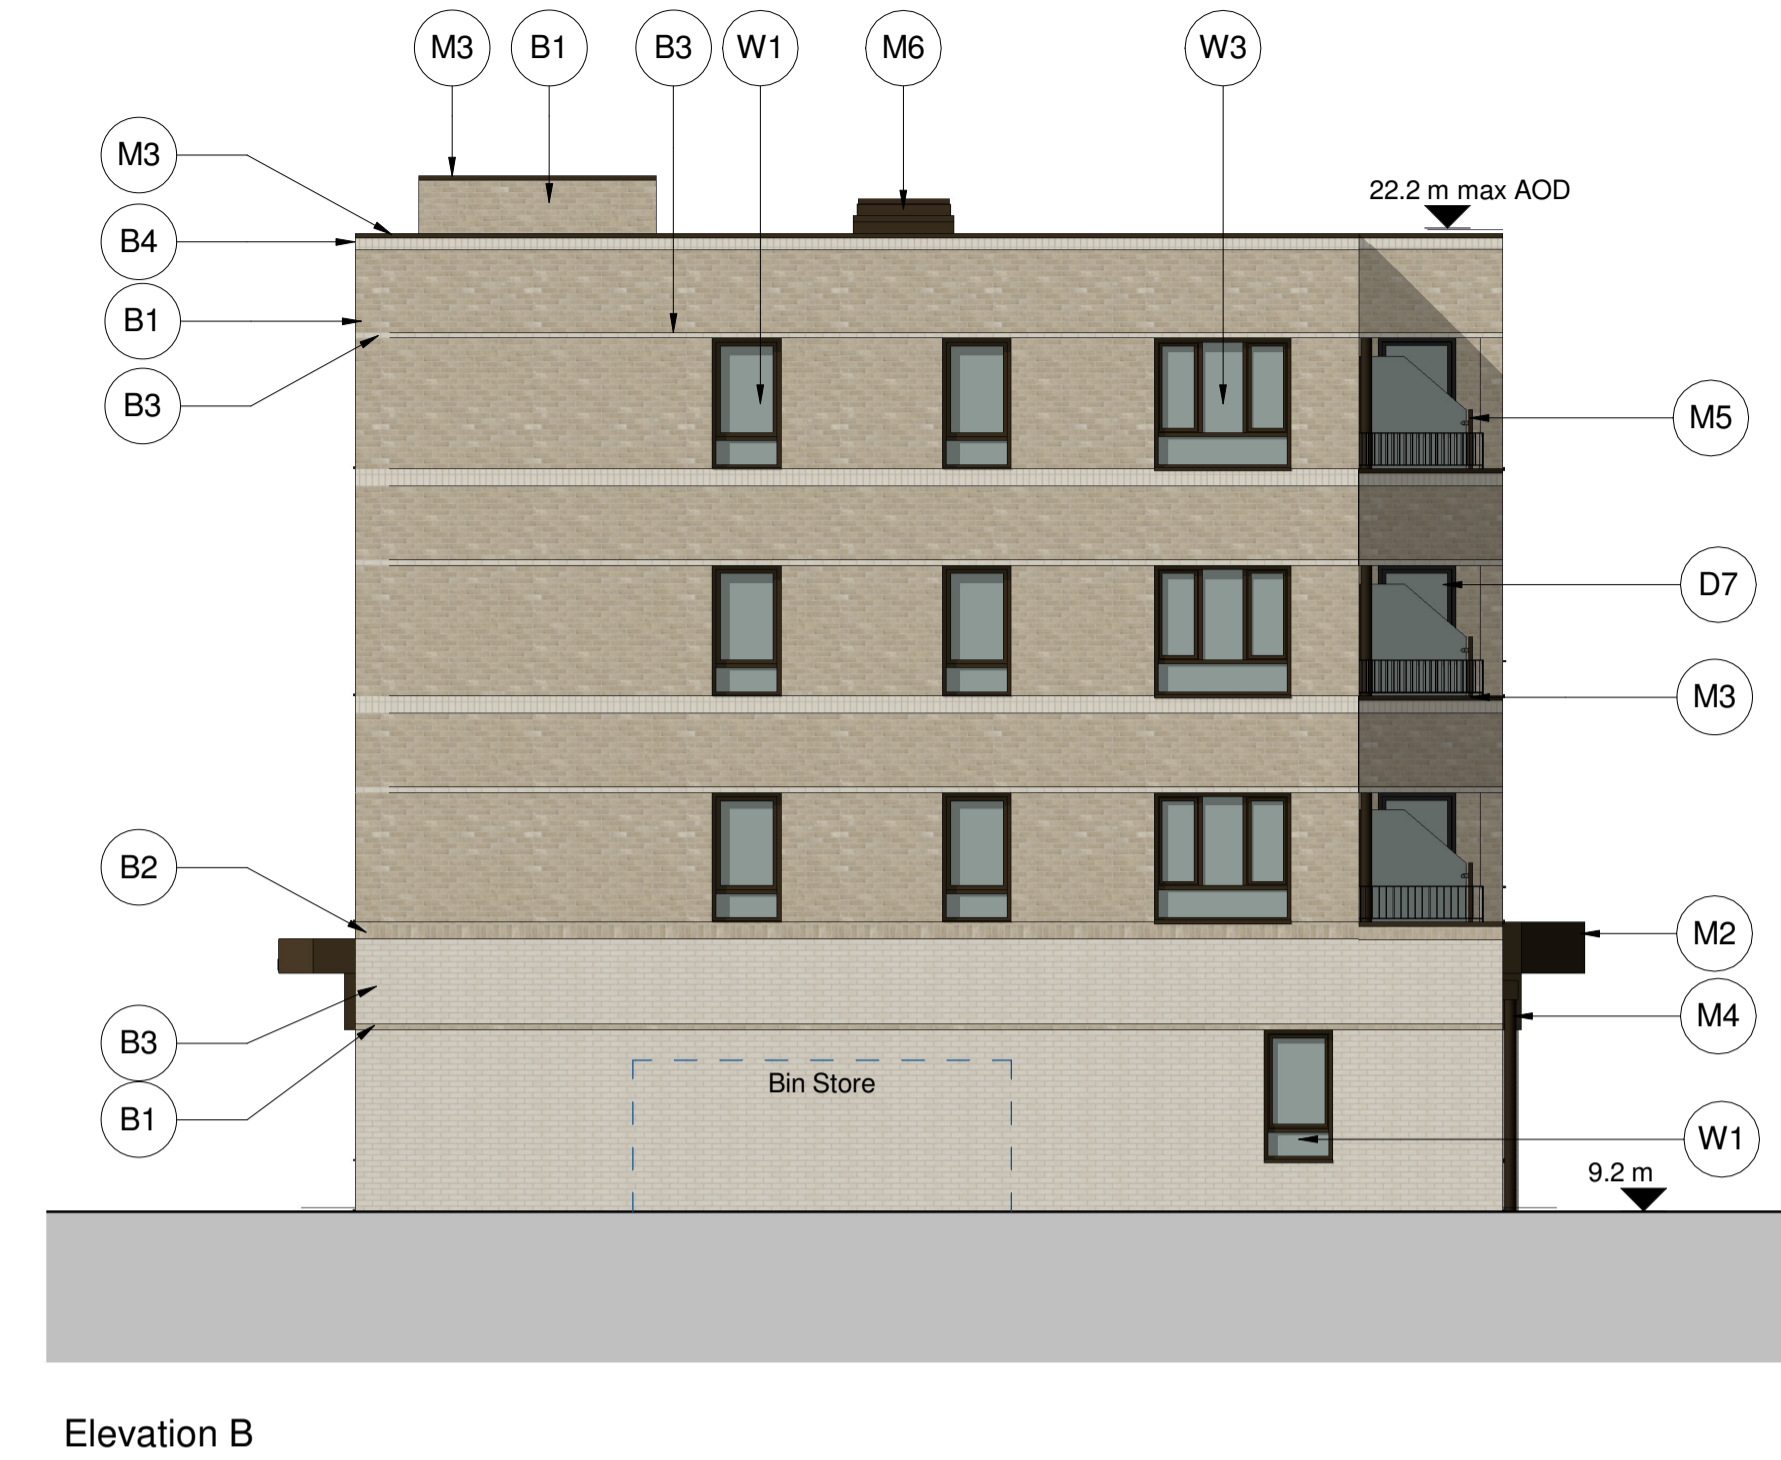 M3 B1 B3 W1 M6 W3
M3
22.2 m max AOD
B4
B1
B3
M5
D7
M3
B2
M2
M4
B3
Bin Store
B1
W1
9.2 m
Elevation B